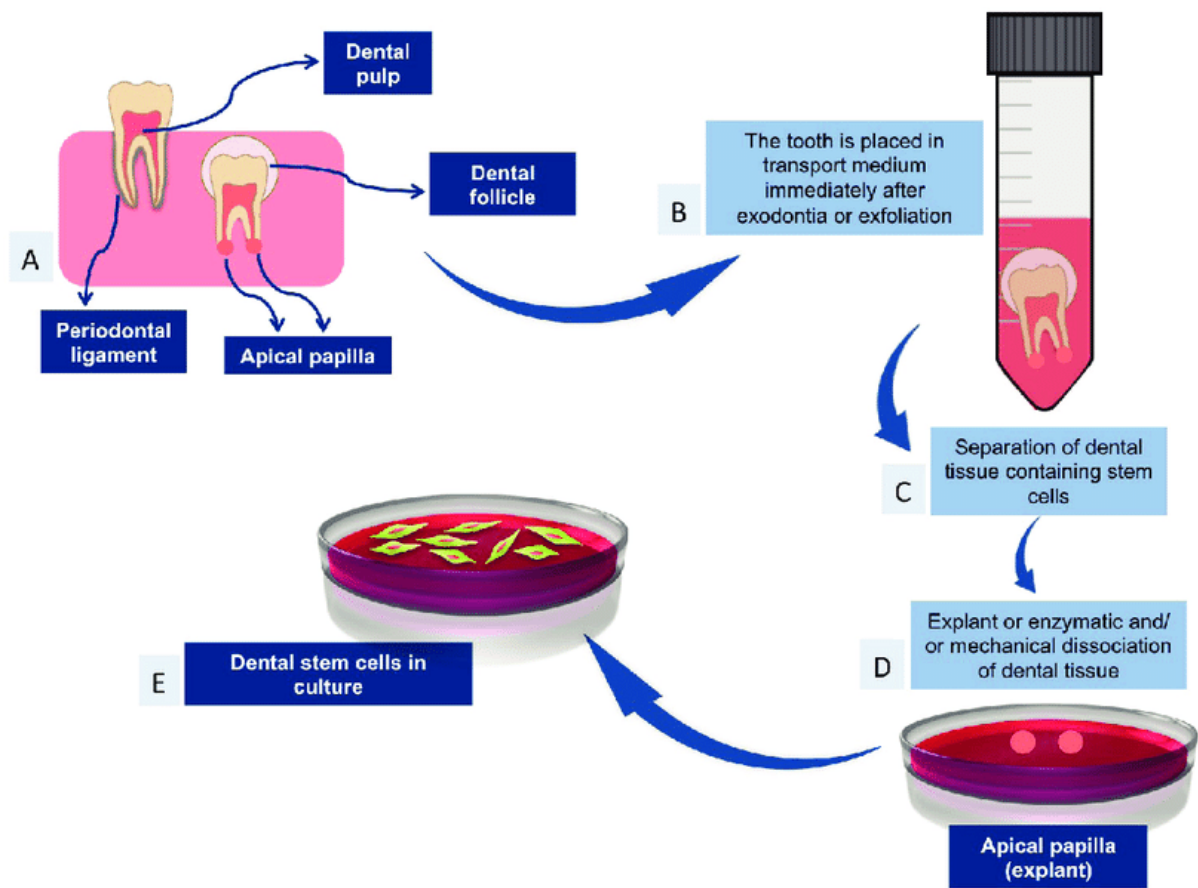 Dental
pulp
Dental
follicle
A
Periodontal
ligament
Apical papilla
B
The tooth is placed in
transport medium
immediately after
exodontia or exfoliation
C
Separation of dental
tissue containing stem
cells
D
Explant or enzymatic and/
or mechanical dissociation
of dental tissue
Apical papilla
(explant)
E
Dental stem cells in
culture